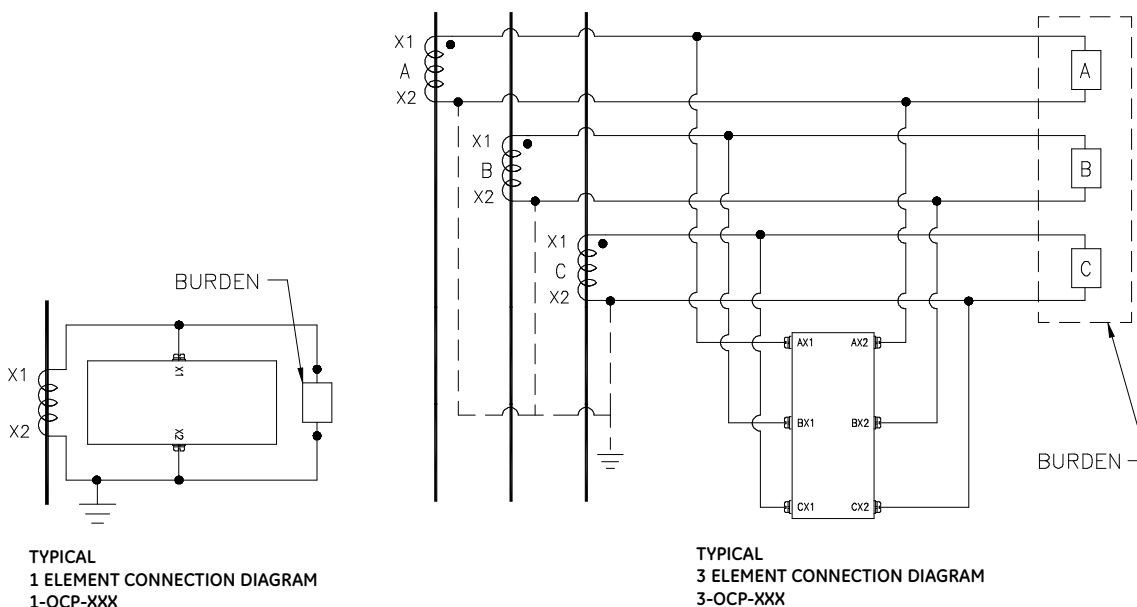 BURDEN
X1
X2
X1
X2
TYPICAL
1 ELEMENT CONNECTION DIAGRAM
1-OCP-XXX
X1
A
X2
X1
B
X2
X1
C
X2
A
B
C
AX1 AX2
BX1 BX2
CX1 CX2
BURDEN
TYPICAL
3 ELEMENT CONNECTION DIAGRAM
3-OCP-XXX